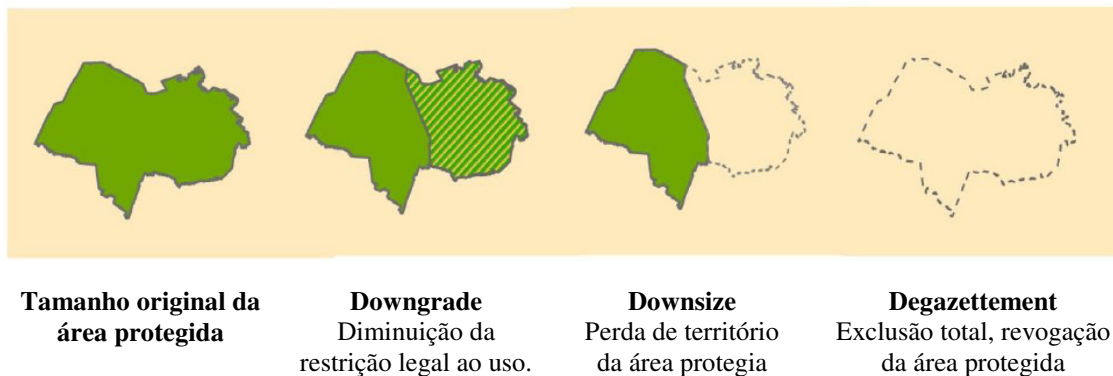 Tamanho original da
área protegida
Downgrade
Diminuição da
restrição legal ao uso.
Downsize
Perda de território
da área protegia
Degazettement
Exclusão total, revogação
da área protegida